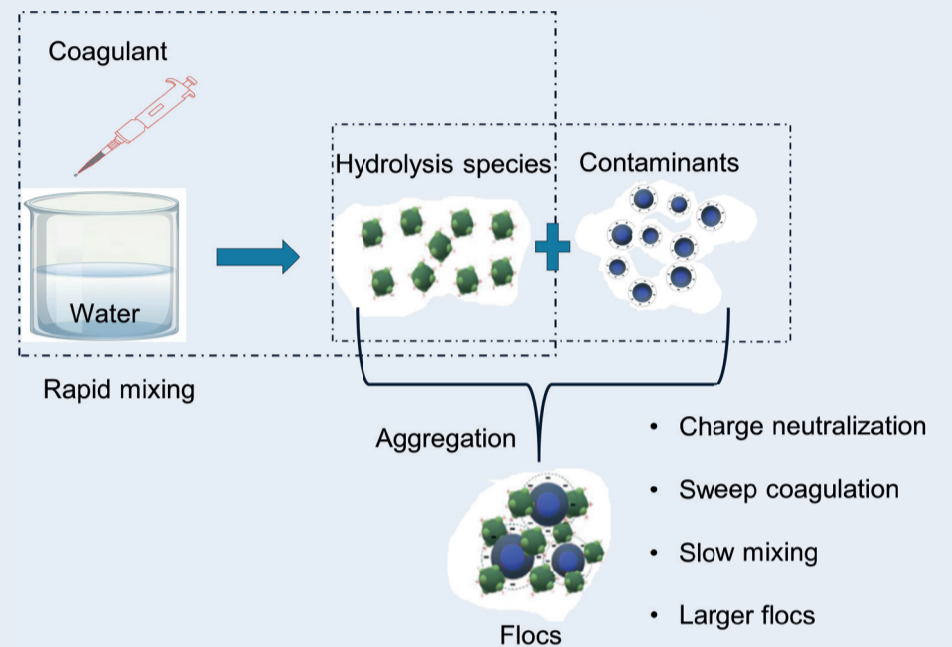 Coagulant
Hydrolysis species
Contaminants
Water
Rapid mixing
Aggregation
• Charge neutralization
• Sweep coagulation
• Slow mixing
• Larger flocs
Flocs